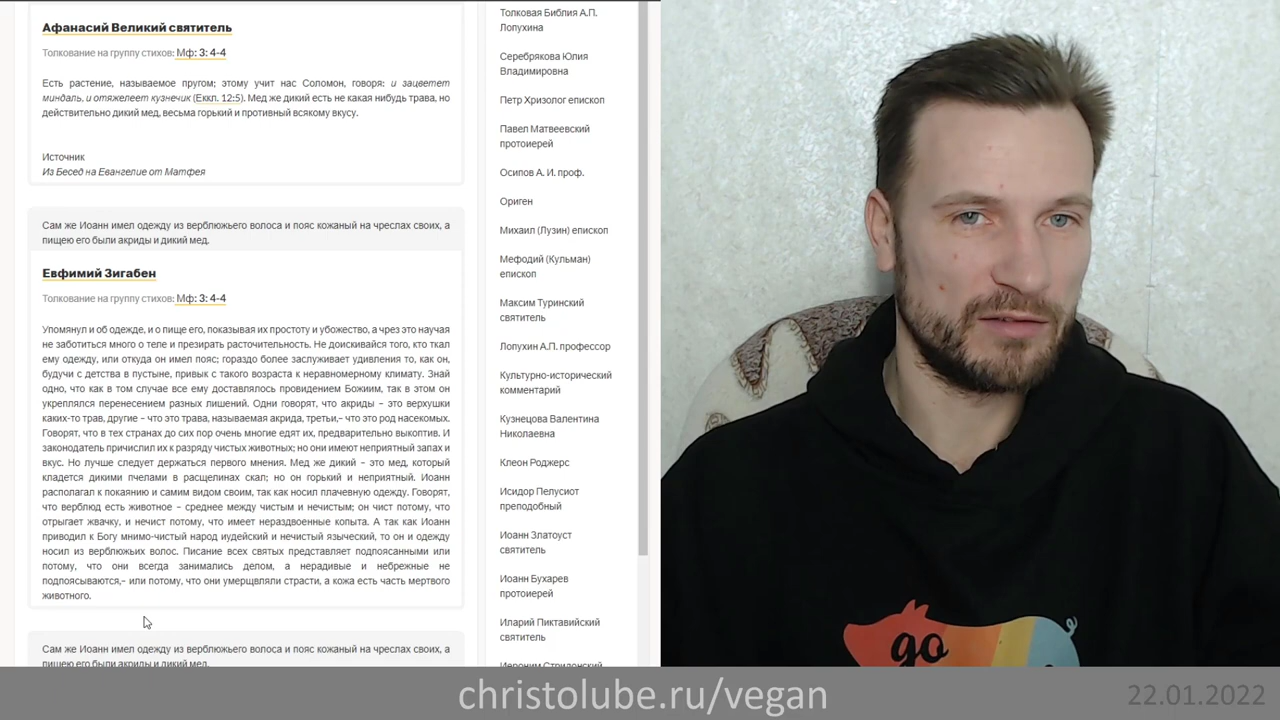 Афанасий Великий святитель
Толкование на группу стихов: Мф: 3: 4-4
Есть растение, называемое пругом; этому учит нас Соломон, говоря: и зацветет
миндаль, и отяжелеет кузнечик (Еккл. 12:5). Мед же дикий есть не какая нибудь трава, но
действительно дикий мед, весьма горький и противный всякому вкусу.
Источник
Из Бесед на Евангелие от Матфея
Сам же Иоанн имел одежду из верблюжьего волоса и пояс кожаный на чреслах своих, а
пищею его были акриды и дикий мед.
Евфимий Зигабен
Толкование на группу стихов: Мф: 3: 4-4
Упомянул и об одежде, и о пище его, показывая их простоту и убожество, а чрез это научая
не заботиться много о теле и презирать расточительность. Не доискивайся того, кто ткал
ему одежду, или откуда он имел пояс; гораздо более заслуживает удивления то, как он,
будучи с детства в пустыне, привык с такого возраста к неравномерному климату. Знай
одно, что как в том случае все ему доставлялось провидением Божиим, так в этом он
укреплялся перенесением разных лишений. Одни говорят, что акриды – это верхушки
каких-то трав, другие – что это трава, называемая акрида, третьи,– что это род насекомых.
Говорят, что в тех странах до сих пор очень многие едят их, предварительно выкоптив. И
законодатель причислил их к разряду чистых животных; но они имеют неприятный запах и
вкус. Но лучше следует держаться первого мнения. Мед же дикий – это мед, который
кладется дикими пчелами в расщелинах скал; но он горький и неприятный. Иоанн
располагал к покаянию и самим видом своим, так как носил плачевную одежду. Говорят,
что верблюд есть животное – среднее между чистым и нечистым; он чист потому, что
отрыгает жвачку, и нечист потому, что имеет нераздвоенные копыта. А так как Иоанн
приводил к Богу мнимо-чистый народ иудейский и нечистый языческий, то он и одежду
носил из верблюжьих волос. Писание всех святых представляет подпоясанными или
потому, что они всегда занимались делом, а нерадивые и небрежные не
подпоясываются,– или потому, что они умерщвляли страсти, а кожа есть часть мертвого
животного.
Сам же Иоанн имел одежду из верблюжьего волоса и пояс кожаный на чреслах своих, а
пищею его были акриды и дикий мед.
Толковая Библия А.П.
Лопухина
Серебрякова Юлия
Владимировна
Петр Хризолог епископ
Павел Матвеевский
протоиерей
Осипов А. И. проф.
Ориген
Михаил (Лузин) епископ
Мефодий (Кульман)
епископ
Максим Туринский
святитель
Лопухин А.П. профессор
Культурно-исторический
комментарий
Кузнецова Валентина
Николаевна
Клеон Роджерс
Исидор Пелусиот
преподобный
Иоанн Златоуст
святитель
Иоанн Бухарев
протоиерей
Иларий Пиктавийский
святитель
Иероним Стридонский
go
christolube.ru/vegan
22.01.2022